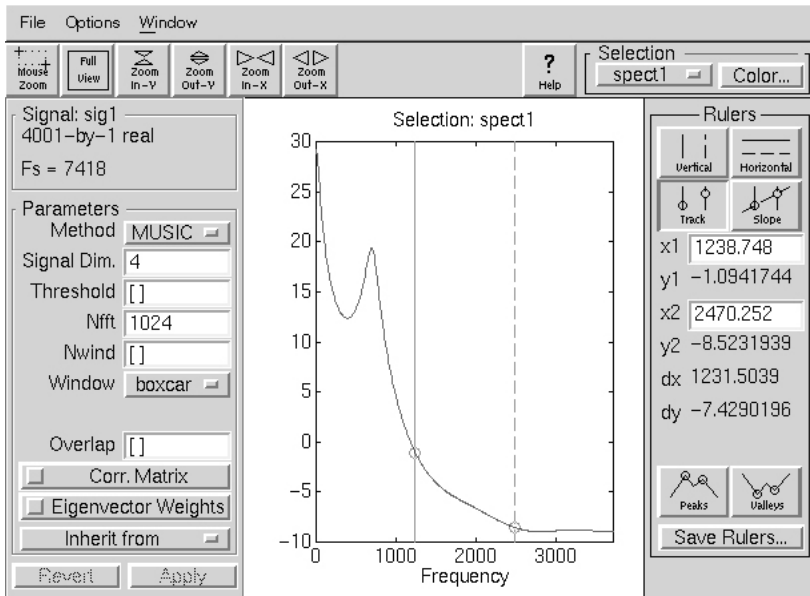 File Options Window
Mouse Zoom
Full View
Zoom In-Y
Zoom Out-Y
Zoom In-X
Zoom Out-X
? Help
Selection
spect1 Color...
Signal: sig1
4001-by-1 real
Fs = 7418
Parameters
Method MUSIC
Signal Dim. 4
Threshold []
Nfft 1024
Nwind []
Window boxcar
Overlap []
Corr. Matrix
Eigenvector Weights
Inherit from
Revert Apply
Selection: spect1
30
25
20
15
10
5
0
-5
-10
0 1000 2000 3000
Frequency
Rulers
Vertical Horizontal
Track Slope
x1 1238.748
y1 -1.0941744
x2 2470.252
y2 -8.5231939
dx 1231.5039
dy -7.4290196
Peaks Valleys
Save Rulers...